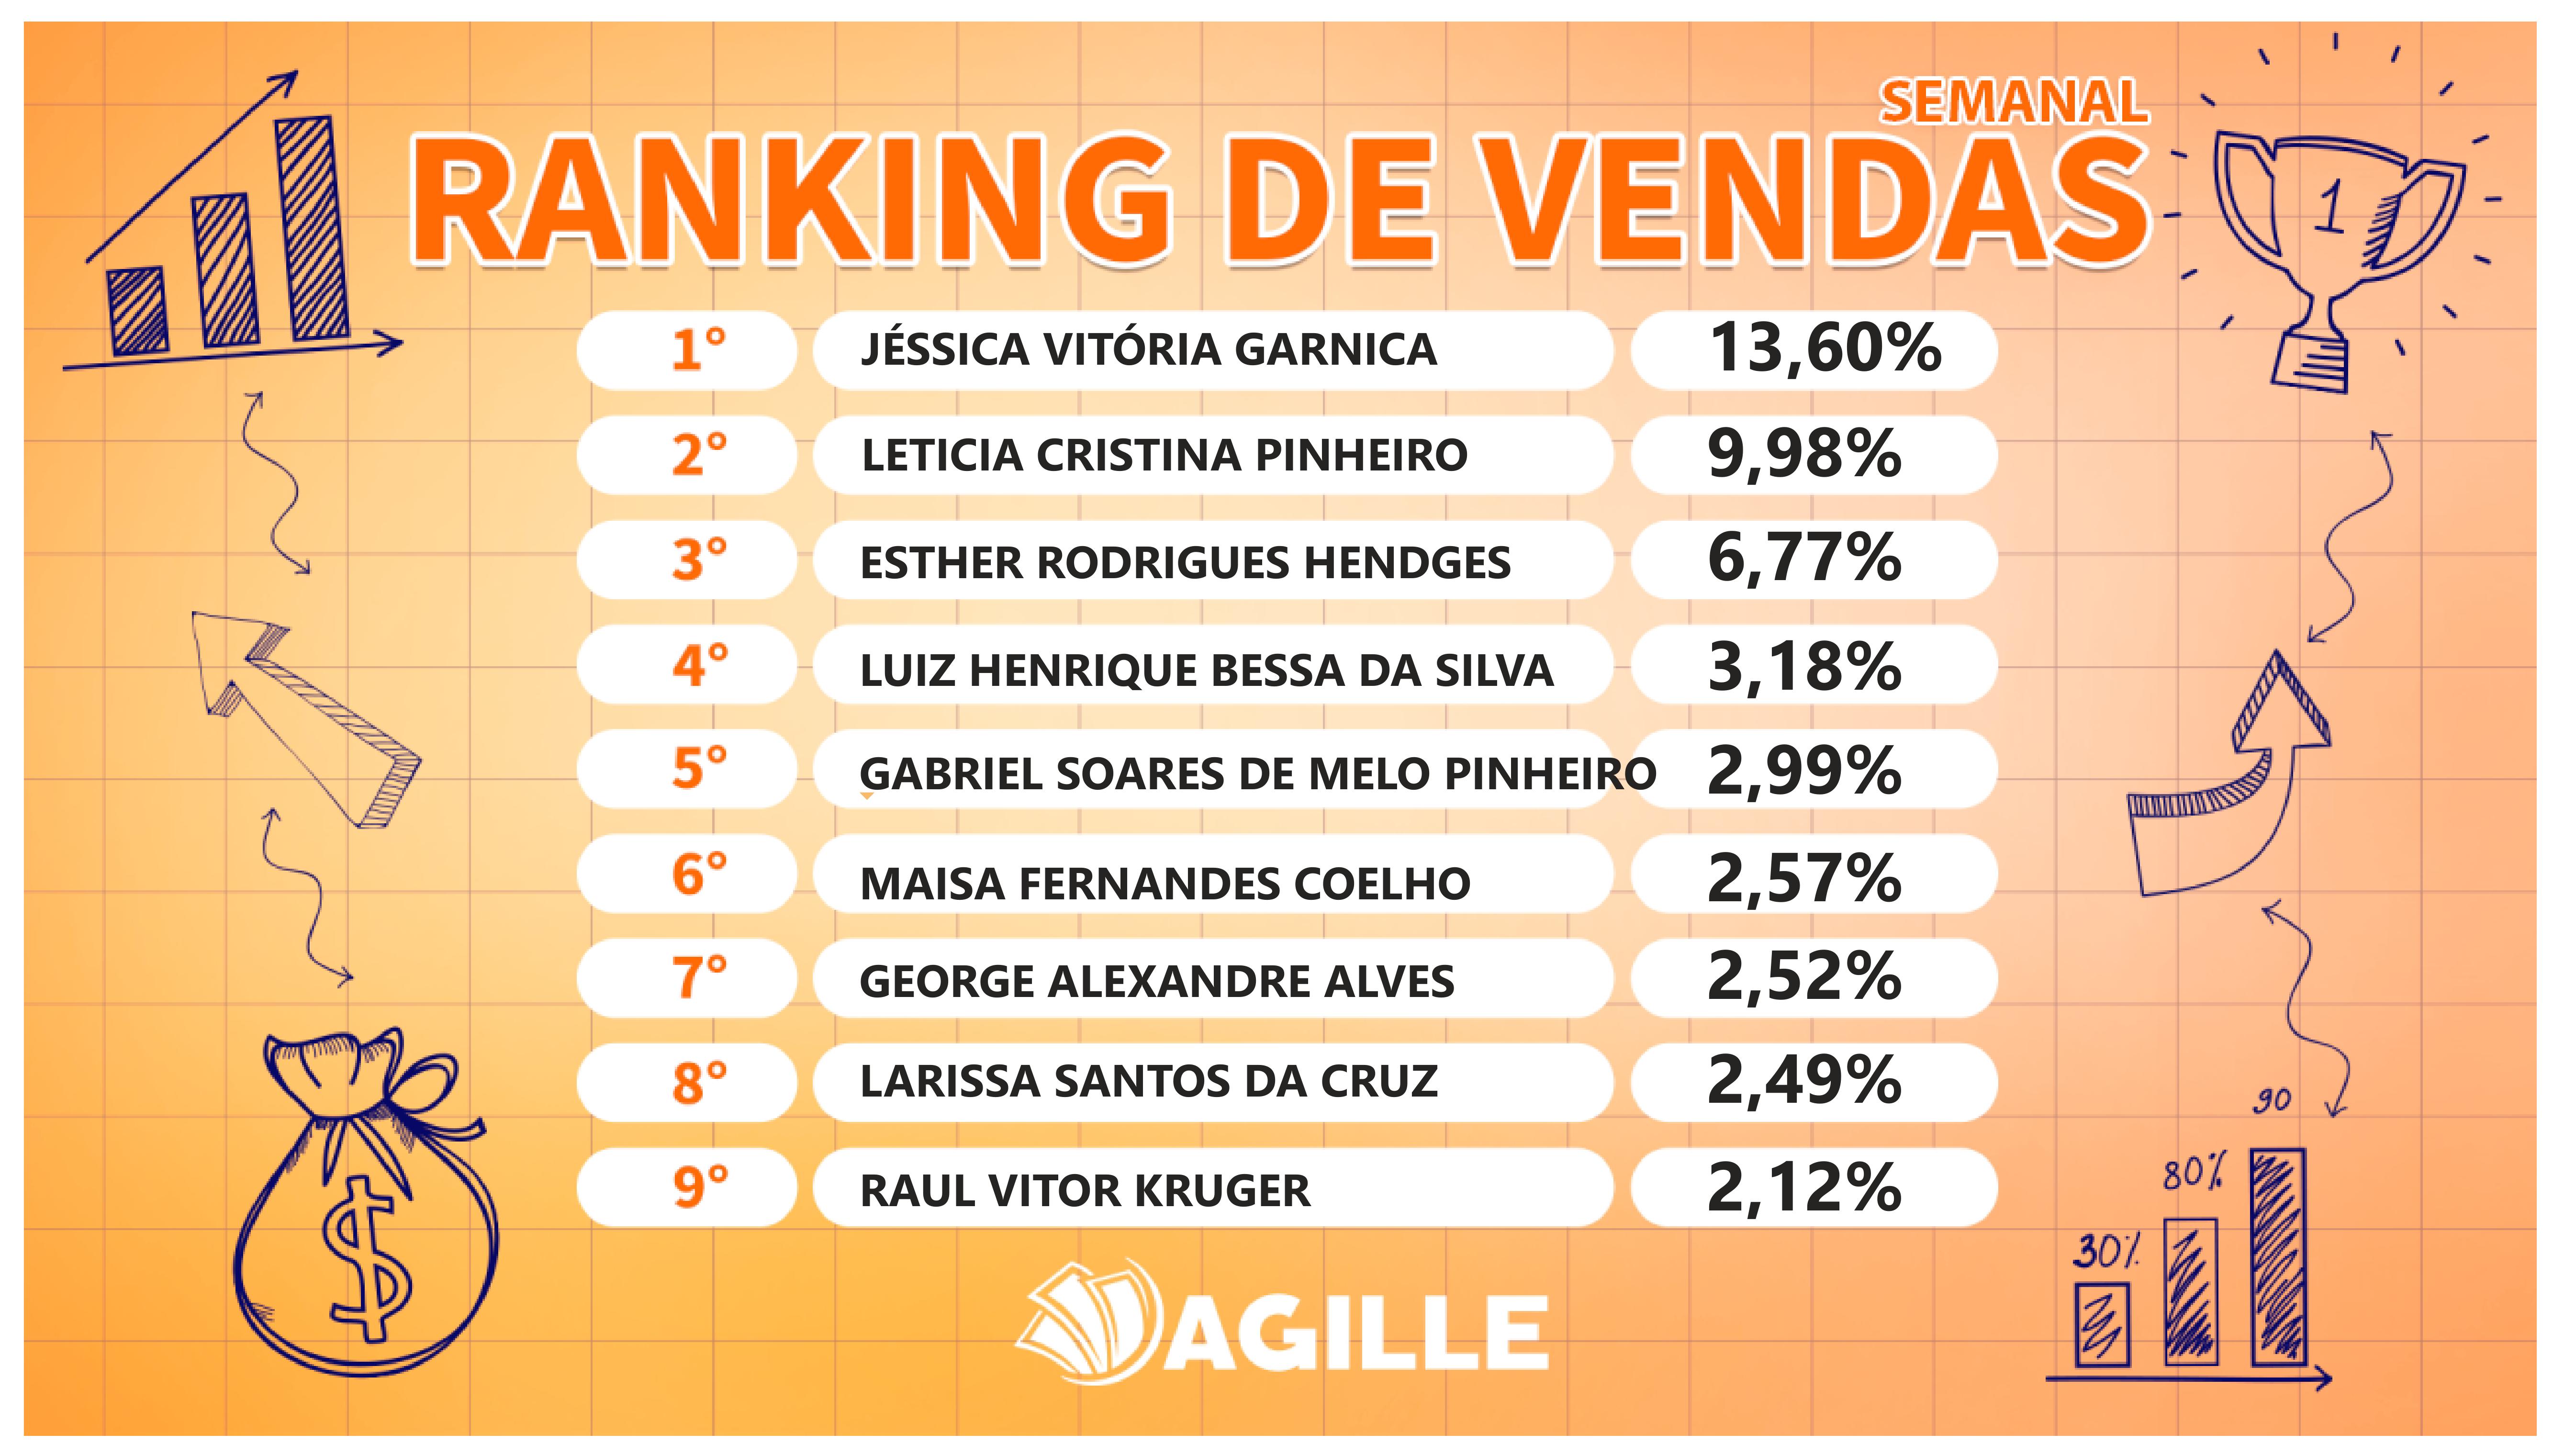 SEMANAL
RANKING DE VENDAS
1
1° JÉSSICA VITÓRIA GARNICA 13,60%
2° LETICIA CRISTINA PINHEIRO 9,98%
3° ESTHER RODRIGUES HENDGES 6,77%
4° LUIZ HENRIQUE BESSA DA SILVA 3,18%
5° GABRIEL SOARES DE MELO PINHEIRO 2,99%
6° MAISA FERNANDES COELHO 2,57%
7° GEORGE ALEXANDRE ALVES 2,52%
8° LARISSA SANTOS DA CRUZ 2,49%
9° RAUL VITOR KRUGER 2,12%
$
90
80%
30%
AGILLE